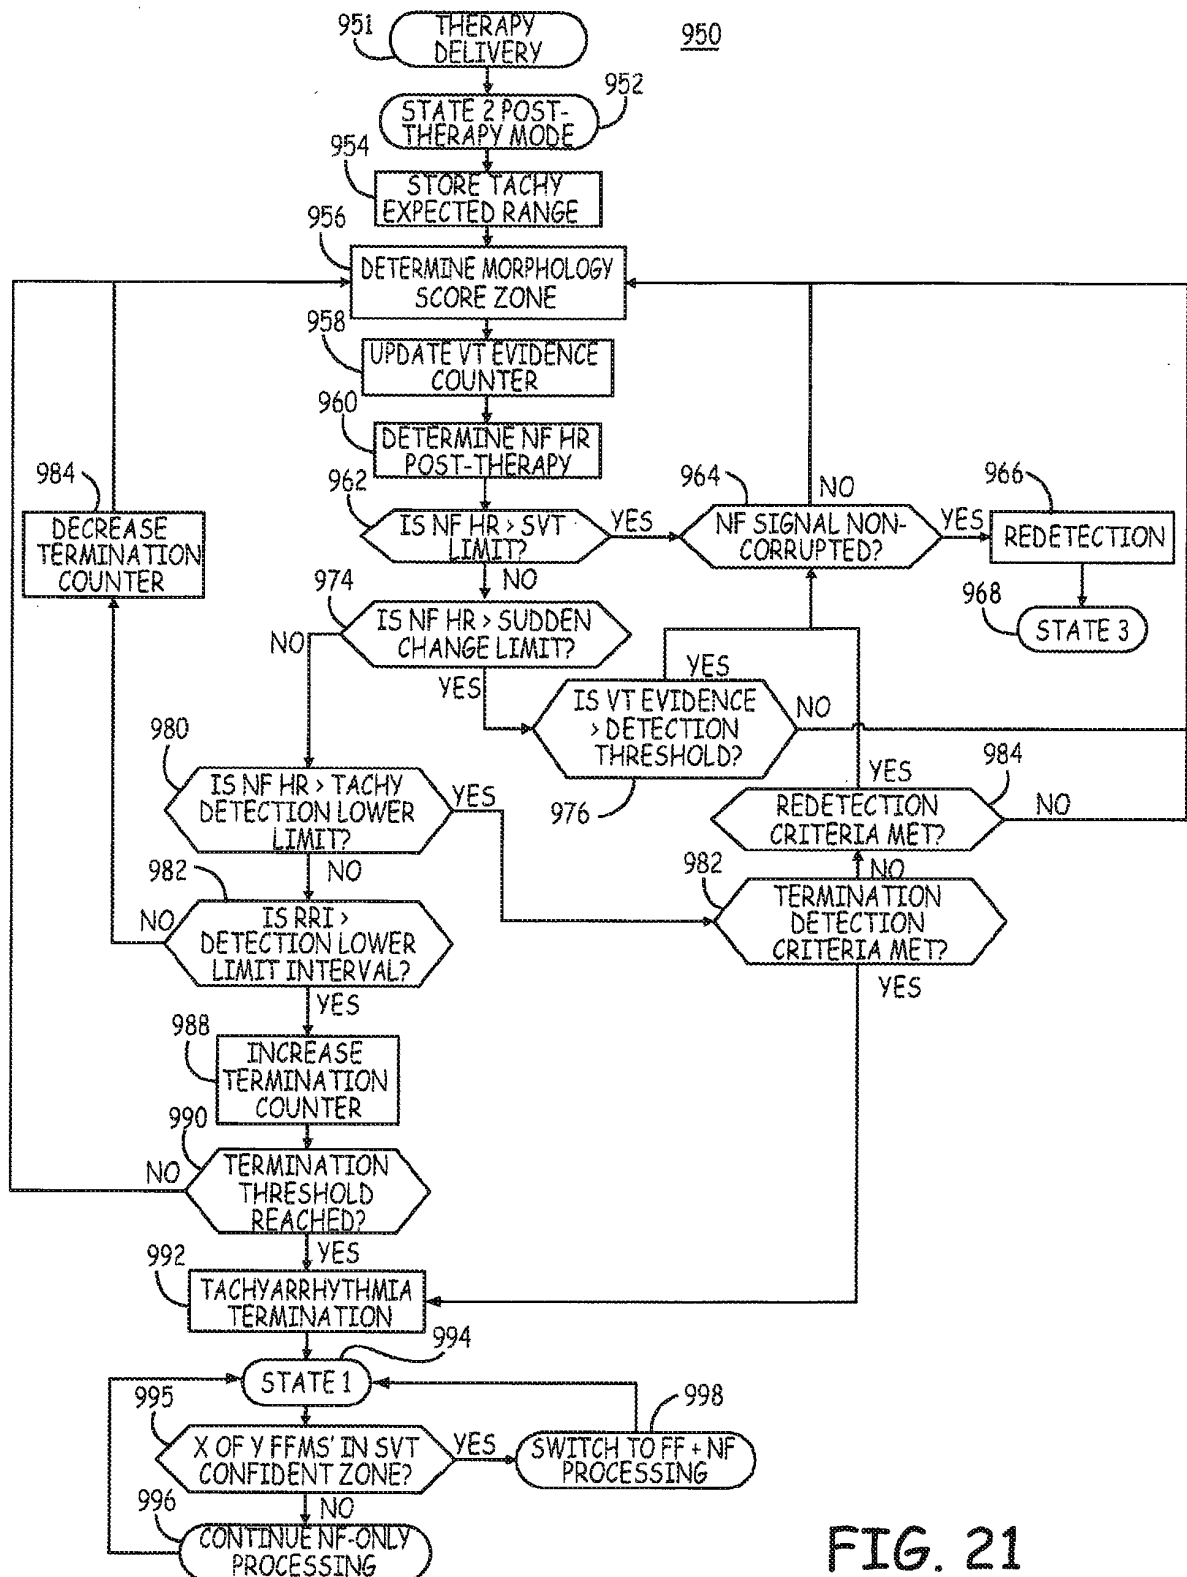 951
THERAPY
DELIVERY
950
952
STATE 2 POST-
THERAPY MODE
954
STORE TACHY
EXPECTED RANGE
956
DETERMINE MORPHOLOGY
SCORE ZONE
958
UPDATE VT EVIDENCE
COUNTER
960
DETERMINE NF HR
POST-THERAPY
962
IS NF HR > SVT
LIMIT?
YES
NO
964
NF SIGNAL NON-
CORRUPTED?
NO
YES
966
REDETECTION
968
STATE 3
984
DECREASE
TERMINATION
COUNTER
974
IS NF HR > SUDDEN
CHANGE LIMIT?
NO
YES
IS VT EVIDENCE
> DETECTION
THRESHOLD?
YES
NO
976
980
IS NF HR > TACHY
DETECTION LOWER
LIMIT?
YES
NO
984
REDETECTION
CRITERIA MET?
YES
NO
982
IS RRI >
DETECTION LOWER
LIMIT INTERVAL?
NO
YES
982
TERMINATION
DETECTION
CRITERIA MET?
NO
YES
988
INCREASE
TERMINATION
COUNTER
990
TERMINATION
THRESHOLD
REACHED?
NO
YES
992
TACHYARRHYTHMIA
TERMINATION
994
STATE 1
995
X OF Y FFMS' IN SVT
CONFIDENT ZONE?
YES
NO
998
SWITCH TO FF + NF
PROCESSING
996
CONTINUE NF-ONLY
PROCESSING
FIG. 21